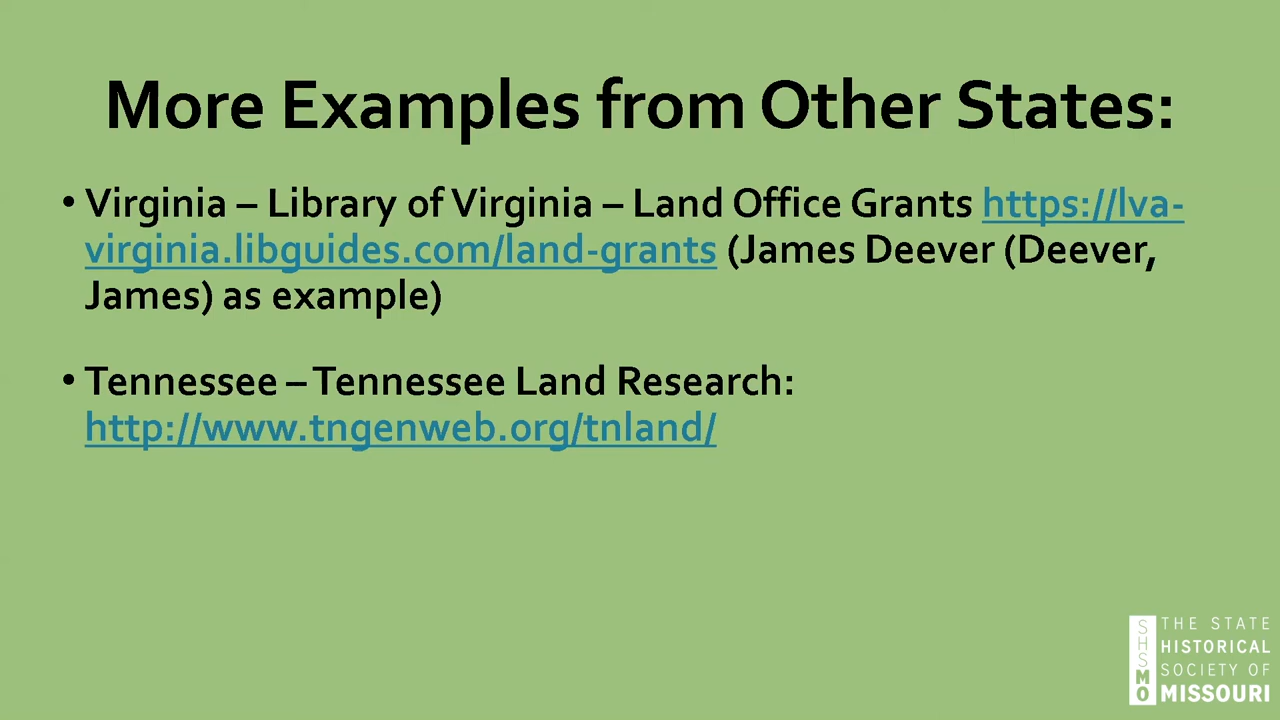 More Examples from Other States:
• Virginia – Library of Virginia – Land Office Grants https://lva-
virginia.libguides.com/land-grants (James Deever (Deever,
James) as example)
• Tennessee – Tennessee Land Research:
http://www.tngenweb.org/tnland/
SHSMO
THE STATE
HISTORICAL
SOCIETY OF
MISSOURI